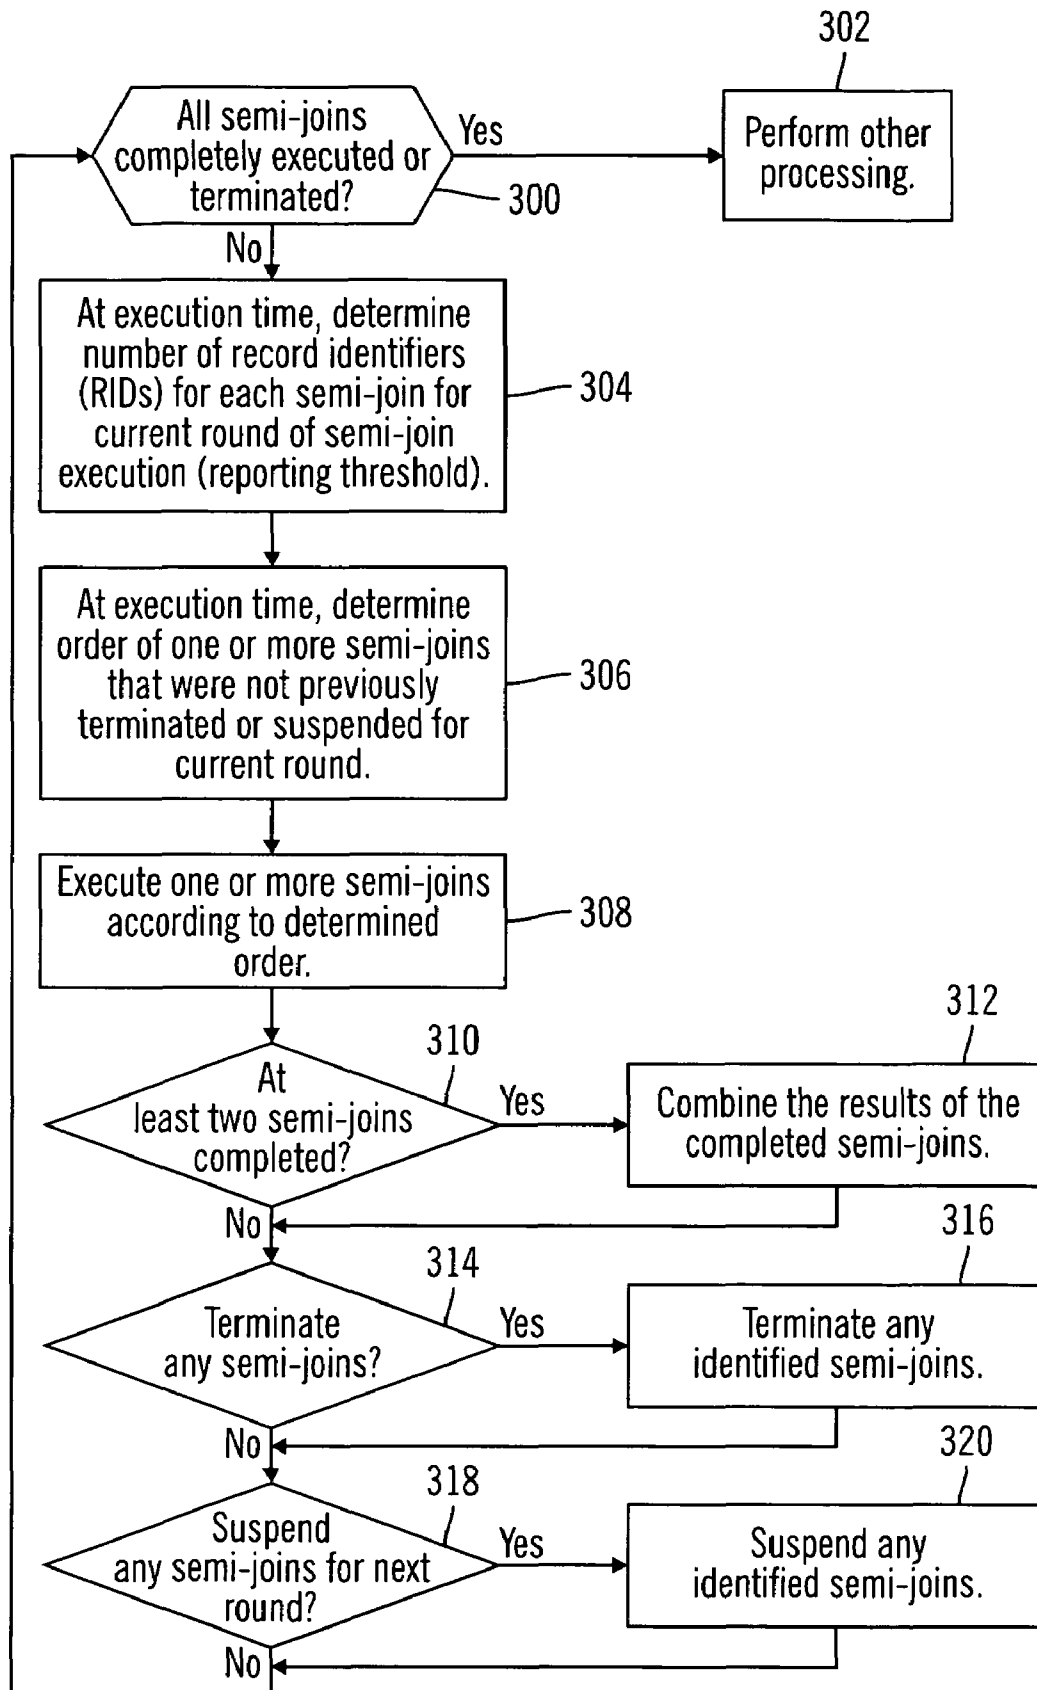 302
All semi-joins
completely executed or
terminated?
Yes
300
Perform other
processing.
No
At execution time, determine
number of record identifiers
(RIDs) for each semi-join for
current round of semi-join
execution (reporting threshold).
304
At execution time, determine
order of one or more semi-joins
that were not previously
terminated or suspended for
current round.
306
Execute one or more semi-joins
according to determined
order.
308
310
At
least two semi-joins
completed?
Yes
312
Combine the results of the
completed semi-joins.
No
314
Terminate
any semi-joins?
Yes
316
Terminate any
identified semi-joins.
No
318
Suspend
any semi-joins for next
round?
Yes
320
Suspend any
identified semi-joins.
No